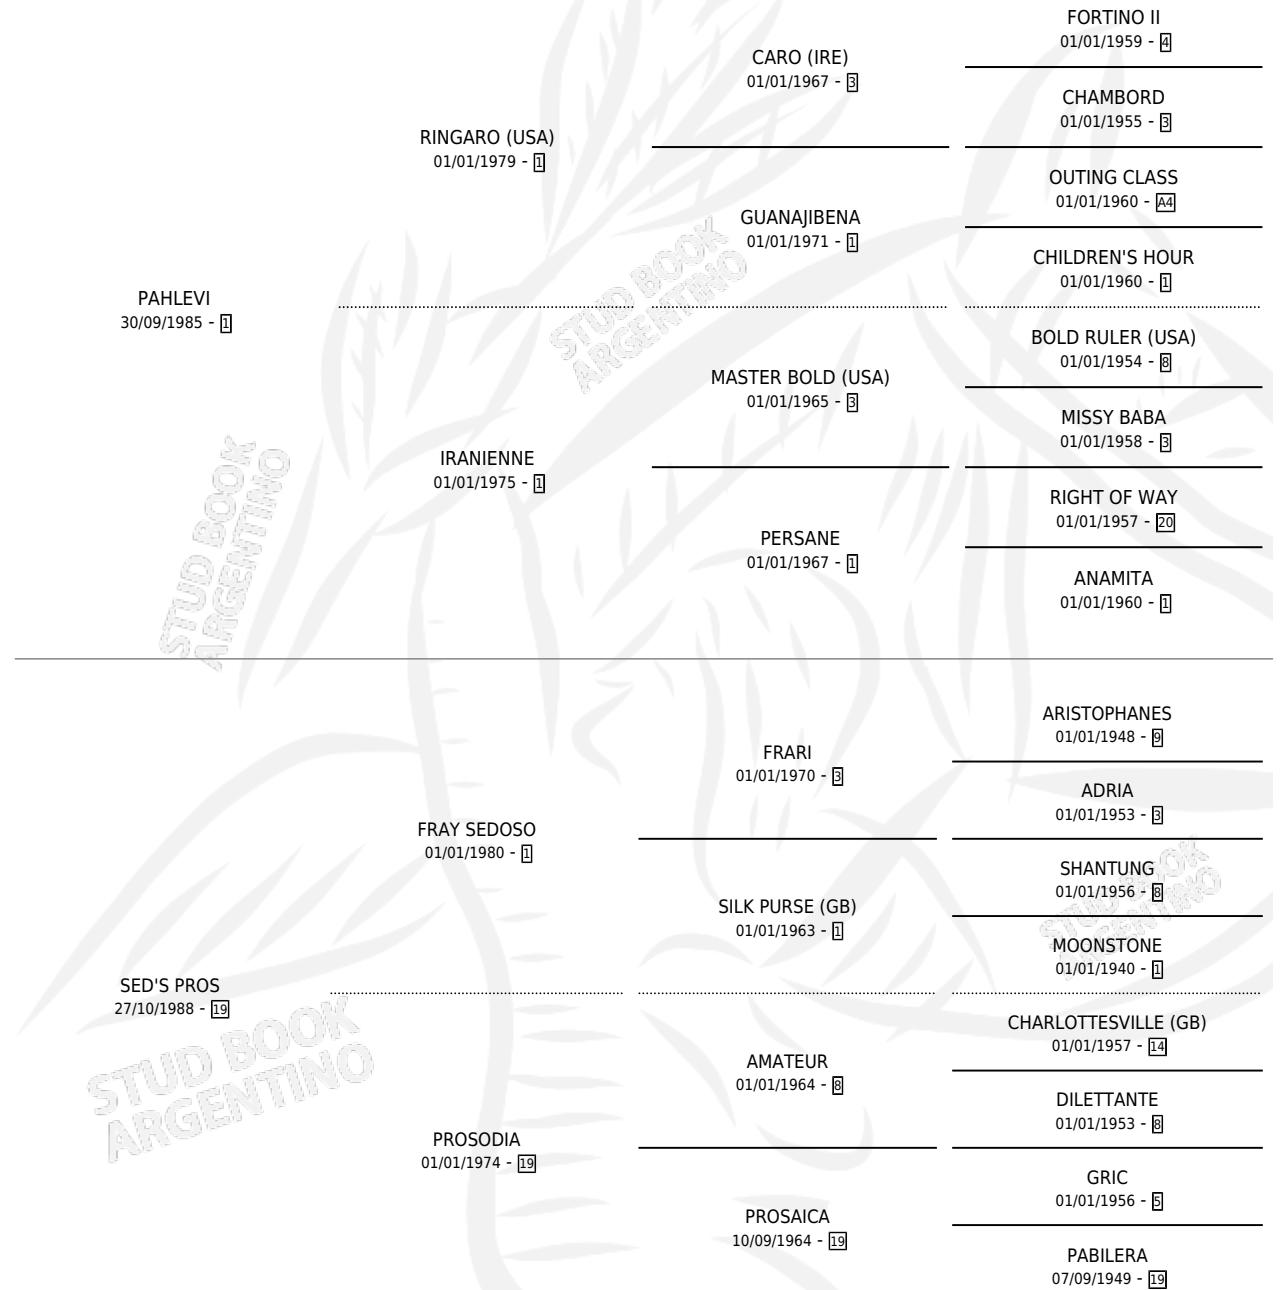 FORTINO II
01/01/1959 - 4
CARO (IRE)
01/01/1967 - 3
CHAMBORD
01/01/1955 - 3
RINGARO (USA)
01/01/1979 - 1
OUTING CLASS
01/01/1960 - A4
GUANAJIBENA
01/01/1971 - 1
CHILDREN'S HOUR
01/01/1960 - 1
PAHLEVI
30/09/1985 - 1
BOLD RULER (USA)
01/01/1954 - 8
MASTER BOLD (USA)
01/01/1965 - 3
MISSY BABA
01/01/1958 - 3
IRANIENNE
01/01/1975 - 1
RIGHT OF WAY
01/01/1957 - 20
PERSANE
01/01/1967 - 1
ANAMITA
01/01/1960 - 1
STUD BOOK
ARGENTINO
STUD BOOK
ARGENTINO
ARISTOPHANES
01/01/1948 - 9
FRARI
01/01/1970 - 3
ADRIA
01/01/1953 - 3
FRAY SEDOSO
01/01/1980 - 1
SHANTUNG
01/01/1956 - 8
SILK PURSE (GB)
01/01/1963 - 1
MOONSTONE
01/01/1940 - 1
SED'S PROS
27/10/1988 - 19
CHARLOTTESVILLE (GB)
01/01/1957 - 14
AMATEUR
01/01/1964 - 8
DILETTANTE
01/01/1953 - 8
PROSODIA
01/01/1974 - 19
GRIC
01/01/1956 - 5
PROSAICA
10/09/1964 - 19
PABILERA
07/09/1949 - 19
STUD BOOK
ARGENTINO
STUD BOOK
ARGENTINO